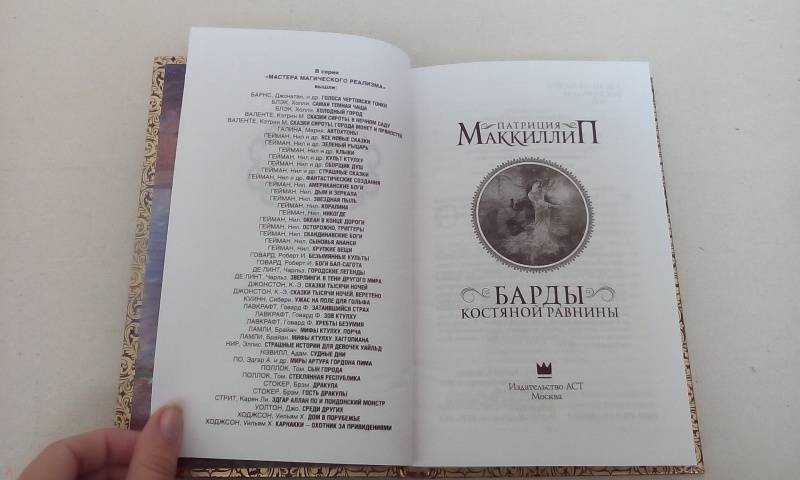 В серии
«МАСТЕРА МАГИЧЕСКОГО РЕАЛИЗМА»
вышли:
БАРНС, Джонатан, и др. ГОЛОСА ЧЕРТОВСКИ ТОНКИ
БЛЭК, Холли. САМАЯ ТЕМНАЯ ЧАЩА
БЛЭК, Холли. ХОЛОДНЫЙ ГОРОД
ВАЛЕНТЕ, Кэтрин М. СКАЗКИ СИРОТЫ. В НОЧНОМ САДУ
ВАЛЕНТЕ, Кэтрин М. СКАЗКИ СИРОТЫ. ГОРОДА МОНЕТ И ПРЯНОСТЕЙ
ГАЛИНА, Мария. АВТОХТОНЫ
ГЕЙМАН, Нил. ВСЕ НОВЫЕ СКАЗКИ
ГЕЙМАН, Нил и др. ЗЕЛЕНЫЙ РЫЦАРЬ
ГЕЙМАН, Нил и др. КЛЫКИ
ГЕЙМАН, Нил и др. КУЛЬТ КТУЛХУ
ГЕЙМАН, Нил и др. СБОРЩИК ДУШ
ГЕЙМАН, Нил и др. СТРАШНЫЕ СКАЗКИ
ГЕЙМАН, Нил и др. ФАНТАСТИЧЕСКИЕ СОЗДАНИЯ
ГЕЙМАН, Нил. АМЕРИКАНСКИЕ БОГИ
ГЕЙМАН, Нил. ДЫМ И ЗЕРКАЛА
ГЕЙМАН, Нил. ЗВЕЗДНАЯ ПЫЛЬ
ГЕЙМАН, Нил. КОРАЛИНА
ГЕЙМАН, Нил. НИКОГДЕ
ГЕЙМАН, Нил. ОКЕАН В КОНЦЕ ДОРОГИ
ГЕЙМАН, Нил. ОСТОРОЖНО, ТРИГГЕРЫ
ГЕЙМАН, Нил. СКАНДИНАВСКИЕ БОГИ
ГЕЙМАН, Нил. СЫНОВЬЯ АНАНСИ
ГЕЙМАН, Нил. ХРУПКИЕ ВЕЩИ
ГОВАРД, Роберт И. БЕЗЫМЯННЫЕ КУЛЬТЫ
ГОВАРД, Роберт И. БОГИ БАЛ-САГОТА
ДЕ ЛИНТ, Чарльз. ГОРОДСКИЕ ЛЕГЕНДЫ
ДЕ ЛИНТ, Чарльз. ЗВЕРЛИНГИ. В ТЕНИ ДРУГОГО МИРА
ДЖОНСТОН, К.-Э. СКАЗКИ ТЫСЯЧИ НОЧЕЙ
ДЖОНСТОН, К.-Э. СКАЗКИ ТЫСЯЧИ НОЧЕЙ, ВЕРЕТЕНО
КУИНН, Сибери. УЖАС НА ПОЛЕ ДЛЯ ГОЛЬФА
ЛАВКРАФТ, Говард Ф. ЗАТАИВШИЙСЯ СТРАХ
ЛАВКРАФТ, Говард Ф. ЗОВ КТУЛХУ
ЛАВКРАФТ, Говард Ф. ХРЕБТЫ БЕЗУМИЯ
ЛАМЛИ, Брайан. МИФЫ КТУЛХУ. ПОРЧА
ЛАМЛИ, Брайан. МИФЫ КТУЛХУ. ХАГГОПИАНА
НИР, Эллис. СТРАШНЫЕ ИСТОРИИ ДЛЯ ДЕВОЧЕК УАЙЛЬД
НЭВИЛЛ, Адам. СУДНЫЕ ДНИ
ПО, Эдгар А. и др. МИРЫ АРТУРА ГОРДОНА ПИМА
ПОЛЛОК, Том. СЫН ГОРОДА
ПОЛЛОК, Том. СТЕКЛЯННАЯ РЕСПУБЛИКА
СТОКЕР, Брэм. ДРАКУЛА
СТОКЕР, Брэм. ГОСТЬ ДРАКУЛЫ
СТРИТ, Карен Ли. ЭДГАР АЛЛАН ПО И ЛОНДОНСКИЙ МОНСТР
УОЛТОН, Джо. СРЕДИ ДРУГИХ
ХОДЖСОН, Уильям Х. ДОМ В ПОРУБЕЖЬЕ
ХОДЖСОН, Уильям Х. КАРНАККИ — ОХОТНИК ЗА ПРИВИДЕНИЯМИ
ПАТРИЦИЯ
МАККИЛЛИП
БАРДЫ
КОСТЯНОЙ РАВНИНЫ
Издательство АСТ
Москва